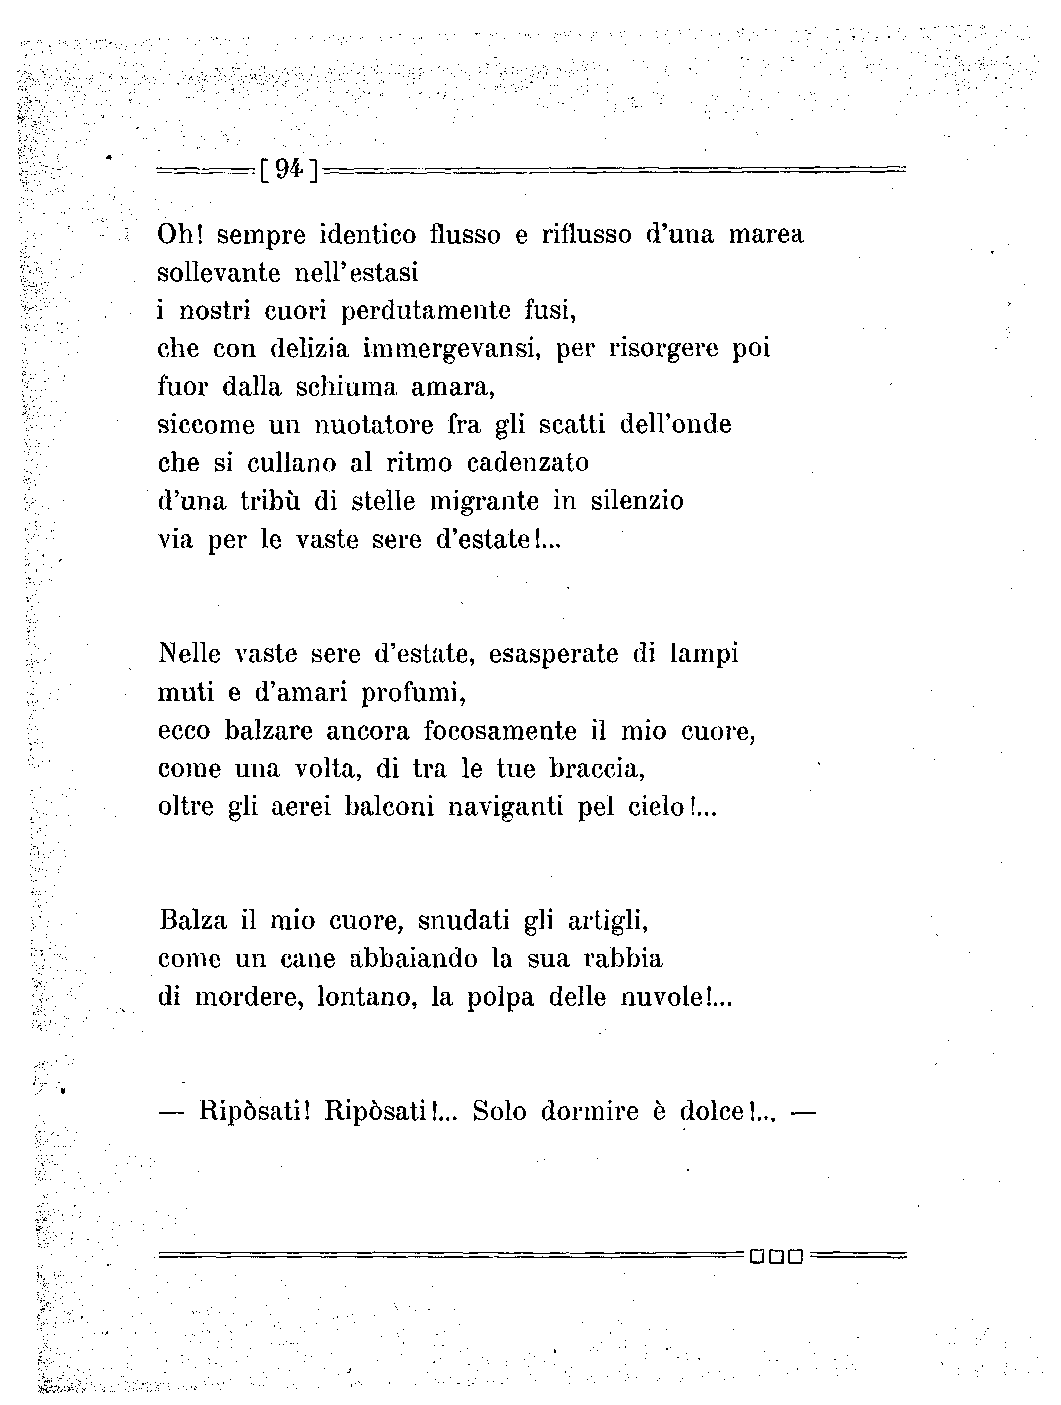 [94]
Oh! sempre identico flusso e riflusso d'una marea
sollevante nell'estasi
i nostri cuori perdutamente fusi,
che con delizia immergevansi, per risorgere poi
fuor dalla schiuma amara,
siccome un nuotatore fra gli scatti dell'onde
che si cullano al ritmo cadenzato
d'una tribù di stelle migrante in silenzio
via per le vaste sere d'estate!...
Nelle vaste sere d'estate, esasperate di lampi
muti e d'amari profumi,
ecco balzare ancora focosamente il mio cuore,
come una volta, di tra le tue braccia,
oltre gli aerei balconi naviganti pel cielo!...
Balza il mio cuore, snudati gli artigli,
come un cane abbaiando la sua rabbia
di mordere, lontano, la polpa delle nuvole!...
— Ripòsati! Ripòsati!... Solo dormire è dolce!... —